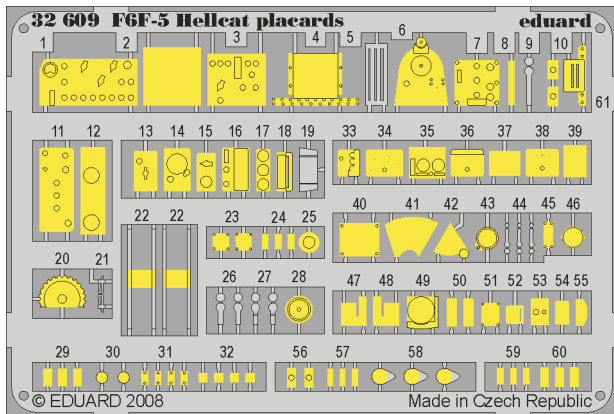 32 609 F6F-5 Hellcat placards eduard
1 2 3 4 5 6 7 8 9 10
61
11 12 13 14 15 16 17 18 19 33 34 35 36 37 38 39
22 22 23 24 25 40 41 42 43 44 45 46
20 21 26 27 28 47 48 49 50 51 52 53 54 55
29 30 31 32 56 57 58 59 60
© EDUARD 2008 Made in Czech Republic